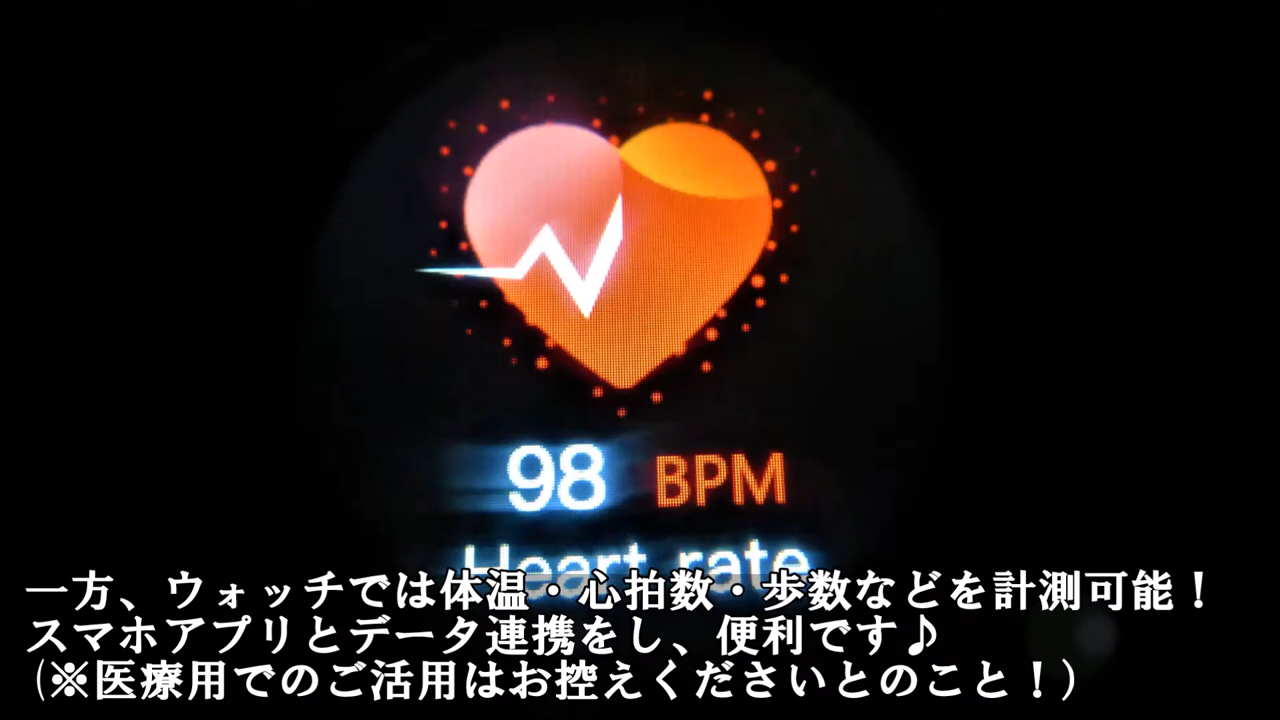 98 BPM
Heart rate
一方、ウォッチでは体温・心拍数・歩数などを計測可能！
スマホアプリとデータ連携をし、便利です♪
(※医療用でのご活用はお控えくださいとのこと！)